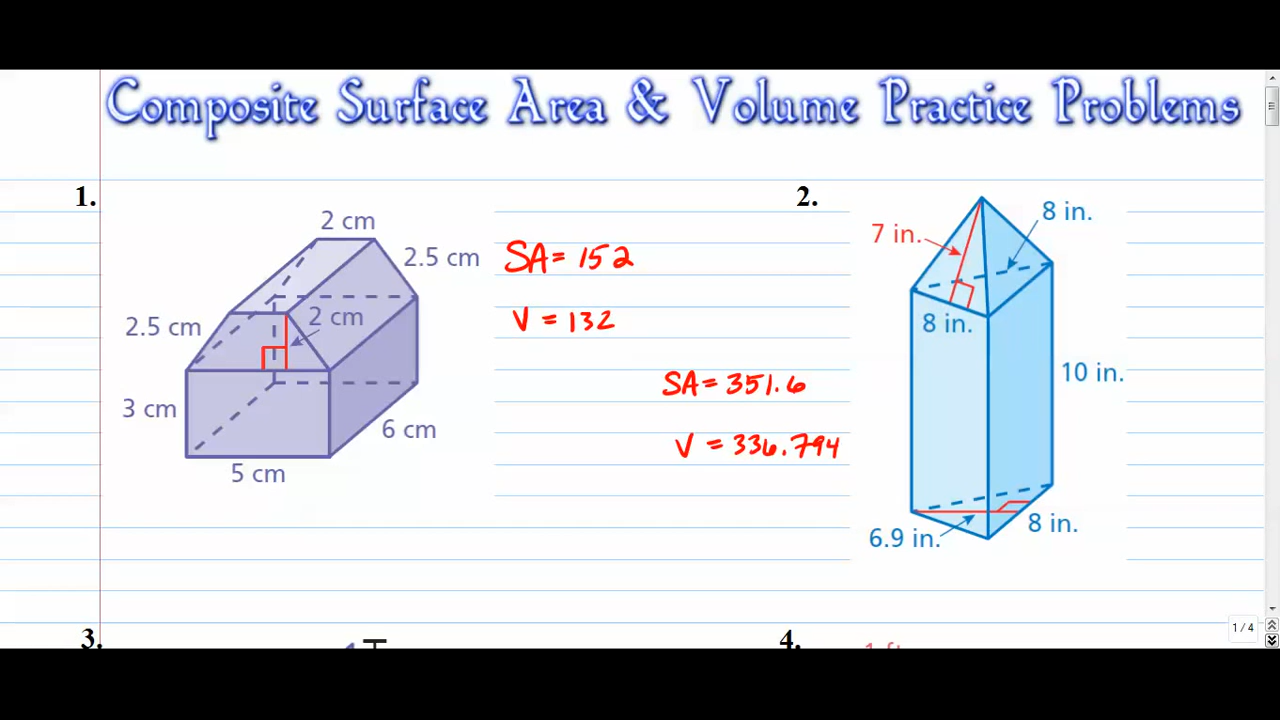 Composite Surface Area & Volume Practice Problems
1.
2 cm
2.5 cm
2.5 cm
2 cm
3 cm
6 cm
5 cm
SA = 152
V = 132
2.
7 in.
8 in.
8 in.
10 in.
6.9 in.
8 in.
SA = 351.6
V = 336.794
3.
4.
1 / 4